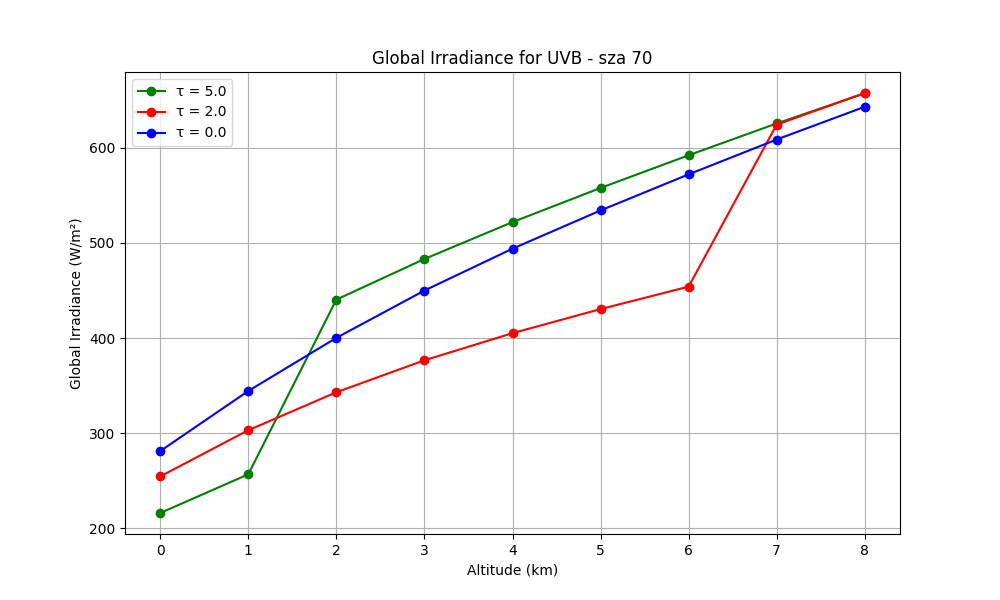 Global Irradiance for UVB - sza 70
τ = 5.0
τ = 2.0
τ = 0.0
Global Irradiance (W/m²)
600
500
400
300
200
0 1 2 3 4 5 6 7 8
Altitude (km)